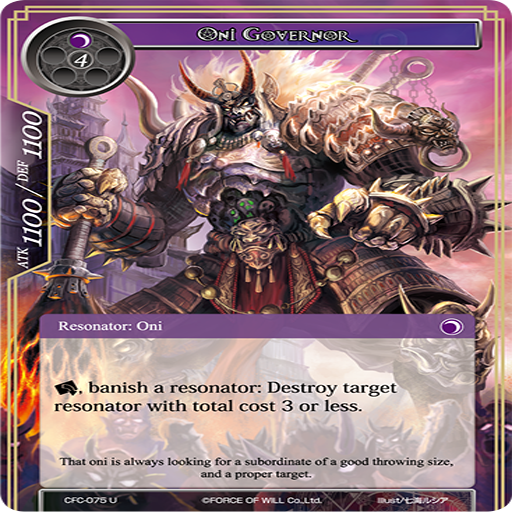 Oni Governor
4
ATK 1100 / DEF 1100
Resonator: Oni
, banish a resonator: Destroy target
resonator with total cost 3 or less.
That oni is always looking for a subordinate of a good throwing size,
and a proper target.
CFC-075 U ©FORCE OF WILL Co.,Ltd. Illust/七海ルシア